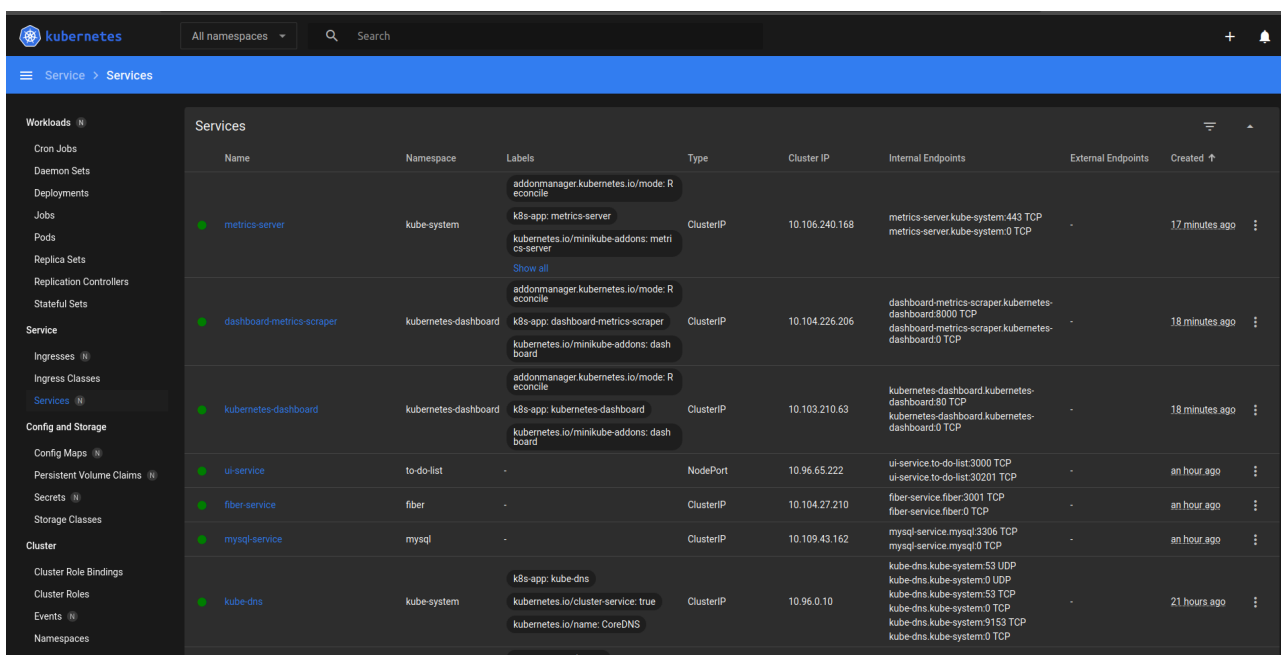 kubernetes
All namespaces
Search
+
Service > Services
Workloads N
Cron Jobs
Daemon Sets
Deployments
Jobs
Pods
Replica Sets
Replication Controllers
Stateful Sets
Service
Ingresses N
Ingress Classes
Services N
Config and Storage
Config Maps N
Persistent Volume Claims N
Secrets N
Storage Classes
Cluster
Cluster Role Bindings
Cluster Roles
Events N
Namespaces
Services
Name Namespace Labels Type Cluster IP Internal Endpoints External Endpoints Created ↑
metrics-server
kube-system
addonmanager.kubernetes.io/mode: R
econcile
k8s-app: metrics-server
kubernetes.io/minikube-addons: metri
cs-server
Show all
ClusterIP
10.106.240.168
metrics-server.kube-system:443 TCP
metrics-server.kube-system:0 TCP
-
17 minutes ago
dashboard-metrics-scraper
kubernetes-dashboard
addonmanager.kubernetes.io/mode: R
econcile
k8s-app: dashboard-metrics-scraper
kubernetes.io/minikube-addons: dash
board
ClusterIP
10.104.226.206
dashboard-metrics-scraper.kubernetes-
dashboard:8000 TCP
dashboard-metrics-scraper.kubernetes-
dashboard:0 TCP
-
18 minutes ago
kubernetes-dashboard
kubernetes-dashboard
addonmanager.kubernetes.io/mode: R
econcile
k8s-app: kubernetes-dashboard
kubernetes.io/minikube-addons: dash
board
ClusterIP
10.103.210.63
kubernetes-dashboard.kubernetes-
dashboard:80 TCP
kubernetes-dashboard.kubernetes-
dashboard:0 TCP
-
18 minutes ago
ui-service
to-do-list
-
NodePort
10.96.65.222
ui-service.to-do-list:3000 TCP
ui-service.to-do-list:30201 TCP
-
an hour ago
fiber-service
fiber
-
ClusterIP
10.104.27.210
fiber-service.fiber:3001 TCP
fiber-service.fiber:0 TCP
-
an hour ago
mysql-service
mysql
-
ClusterIP
10.109.43.162
mysql-service.mysql:3306 TCP
mysql-service.mysql:0 TCP
-
an hour ago
kube-dns
kube-system
k8s-app: kube-dns
kubernetes.io/cluster-service: true
kubernetes.io/name: CoreDNS
ClusterIP
10.96.0.10
kube-dns.kube-system:53 UDP
kube-dns.kube-system:0 UDP
kube-dns.kube-system:53 TCP
kube-dns.kube-system:0 TCP
kube-dns.kube-system:9153 TCP
kube-dns.kube-system:0 TCP
-
21 hours ago